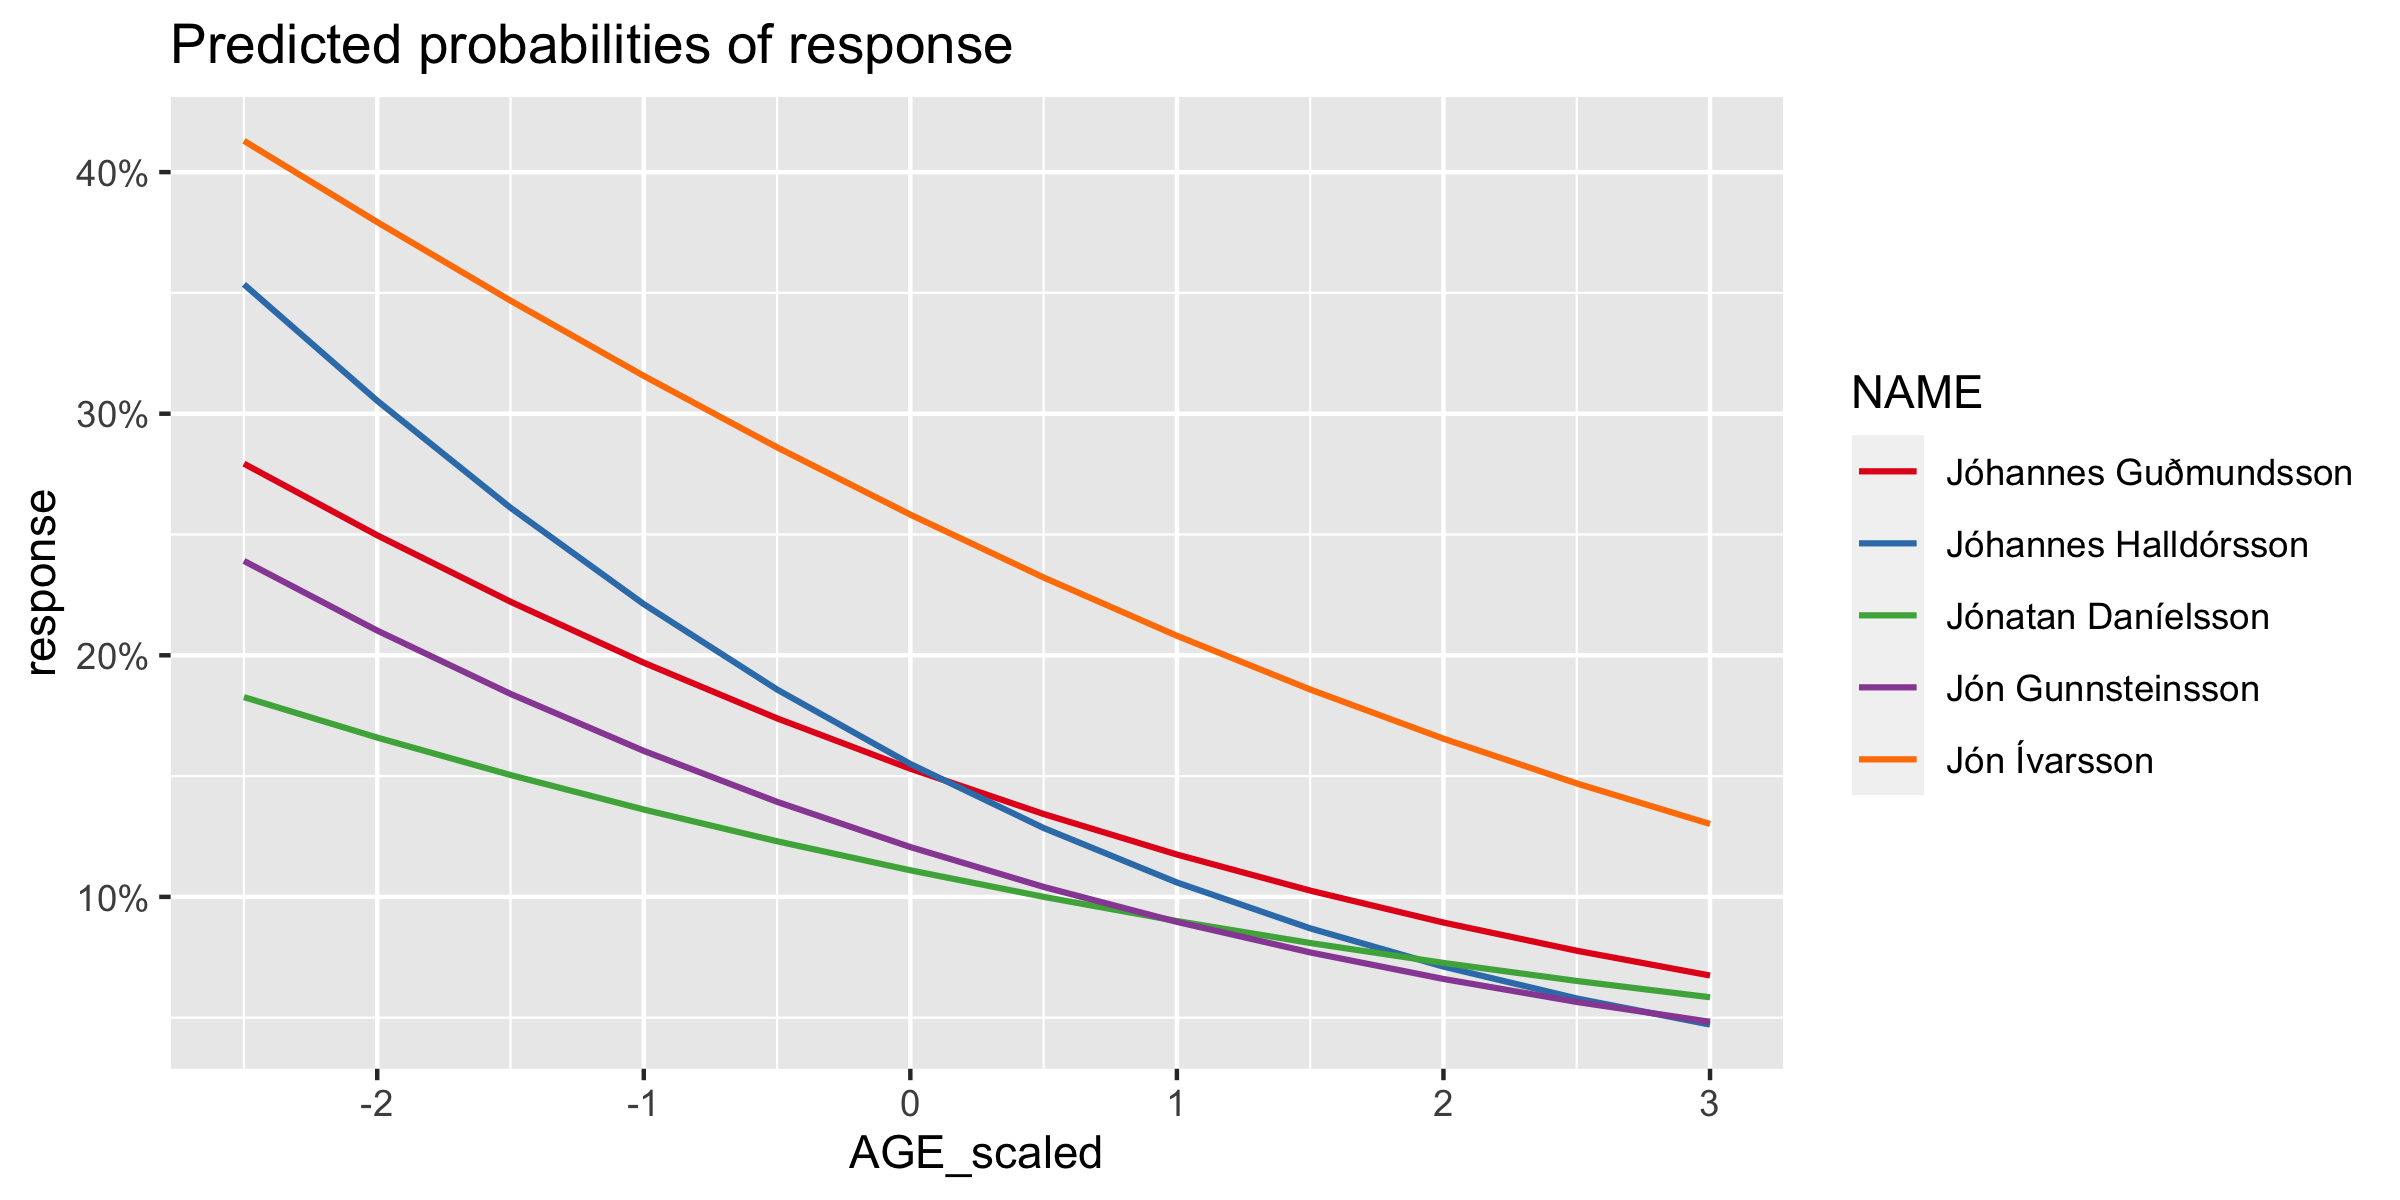 Predicted probabilities of response
40%
30%
20%
10%
response
-2
-1
0
1
2
3
AGE_scaled
NAME
Jóhannes Guðmundsson
Jóhannes Halldórsson
Jónatan Daníelsson
Jón Gunnsteinsson
Jón Ívarsson